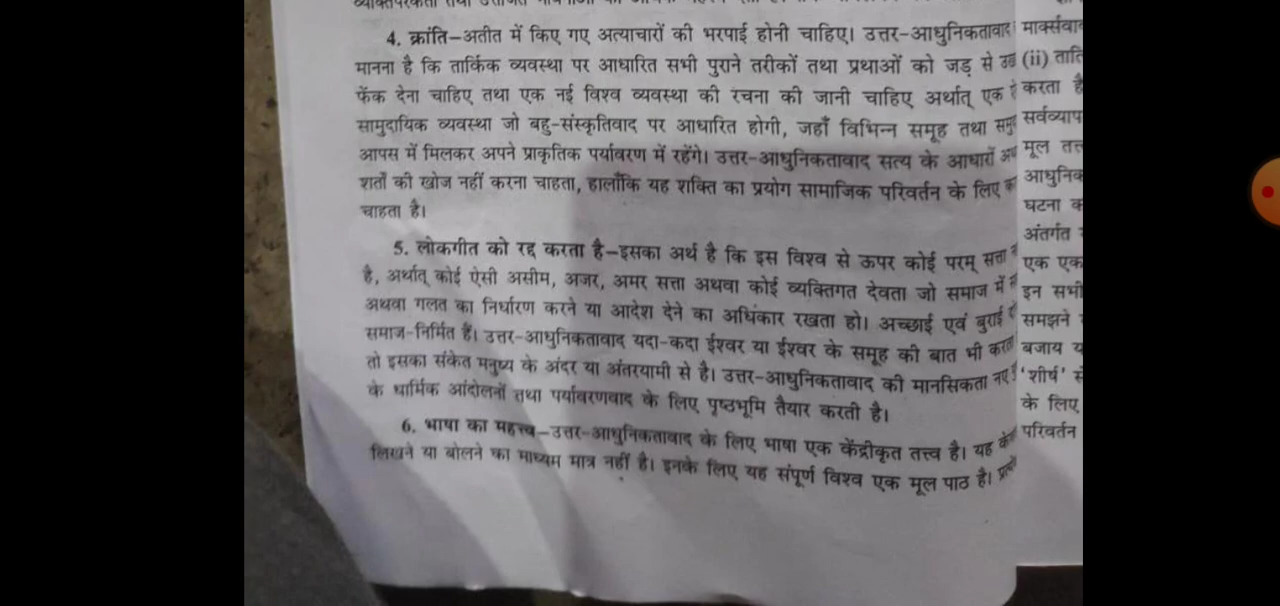 4. क्रांति–अतीत में किए गए अत्याचारों की भरपाई होनी चाहिए। उत्तर-आधुनिकतावाद
मानना है कि तार्किक व्यवस्था पर आधारित सभी पुराने तरीकों तथा प्रथाओं को जड़ से
फेंक देना चाहिए तथा एक नई विश्व व्यवस्था की रचना की जानी चाहिए अर्थात् एक
सामुदायिक व्यवस्था जो बहु-संस्कृतिवाद पर आधारित होगी, जहाँ विभिन्न समूह तथा
आपस में मिलकर अपने प्राकृतिक पर्यावरण में रहेंगे। उत्तर-आधुनिकतावाद सत्य के आधारों
शर्तों की खोज नहीं करना चाहता, हालाँकि यह शक्ति का प्रयोग सामाजिक परिवर्तन के लिए
चाहता है।
5. लोकगीत को रद्द करता है–इसका अर्थ है कि इस विश्व से ऊपर कोई परम् सत्ता
है, अर्थात् कोई ऐसी असीम, अजर, अमर सत्ता अथवा कोई व्यक्तिगत देवता जो समाज में
अथवा गलत का निर्धारण करने या आदेश देने का अधिकार रखता हो। अच्छाई एवं बुराई
समाज-निर्मित हैं। उत्तर-आधुनिकतावाद यदा-कदा ईश्वर या ईश्वर के समूह की बात भी
तो इसका संकेत मनुष्य के अंदर या अंतरयामी से है। उत्तर-आधुनिकतावाद की मानसिकता नए
के धार्मिक आंदोलनों तथा पर्यावरणवाद के लिए पृष्ठभूमि तैयार करती है।
6. भाषा का महत्त्व–उत्तर-आधुनिकतावाद के लिए भाषा एक केंद्रीकृत तत्त्व है। यह
लिखने या बोलने का माध्यम मात्र नहीं है। इनके लिए यह संपूर्ण विश्व एक मूल पाठ है।
(ii)
करता है
मूल
घटना
अंतर्गत
एक एक
इन सभी
समझने
बजाय
'शीर्ष' से
के लिए
परिवर्तन